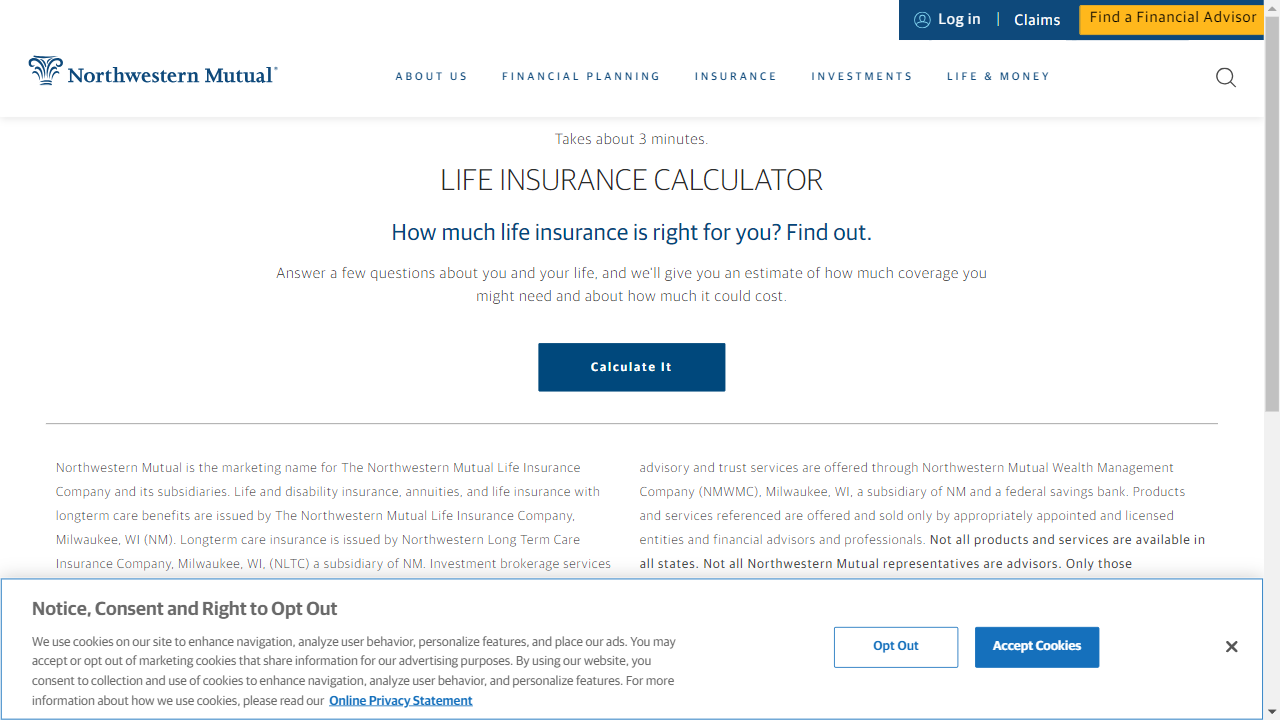 Log in | Claims Find a Financial Advisor
Northwestern Mutual®
ABOUT US FINANCIAL PLANNING INSURANCE INVESTMENTS LIFE & MONEY
Takes about 3 minutes.
LIFE INSURANCE CALCULATOR
How much life insurance is right for you? Find out.
Answer a few questions about you and your life, and we'll give you an estimate of how much coverage you
might need and about how much it could cost.
Calculate It
Northwestern Mutual is the marketing name for The Northwestern Mutual Life Insurance
Company and its subsidiaries. Life and disability insurance, annuities, and life insurance with
longterm care benefits are issued by The Northwestern Mutual Life Insurance Company,
Milwaukee, WI (NM). Longterm care insurance is issued by Northwestern Long Term Care
Insurance Company, Milwaukee, WI, (NLTC) a subsidiary of NM. Investment brokerage services
advisory and trust services are offered through Northwestern Mutual Wealth Management
Company (NMWMC), Milwaukee, WI, a subsidiary of NM and a federal savings bank. Products
and services referenced are offered and sold only by appropriately appointed and licensed
entities and financial advisors and professionals. Not all products and services are available in
all states. Not all Northwestern Mutual representatives are advisors. Only those
Notice, Consent and Right to Opt Out
We use cookies on our site to enhance navigation, analyze user behavior, personalize features, and place our ads. You may
accept or opt out of marketing cookies that share information for our advertising purposes. By using our website, you
consent to collection and use of cookies to enhance navigation, analyze user behavior, and personalize features. For more
information about how we use cookies, please read our Online Privacy Statement
Opt Out
Accept Cookies